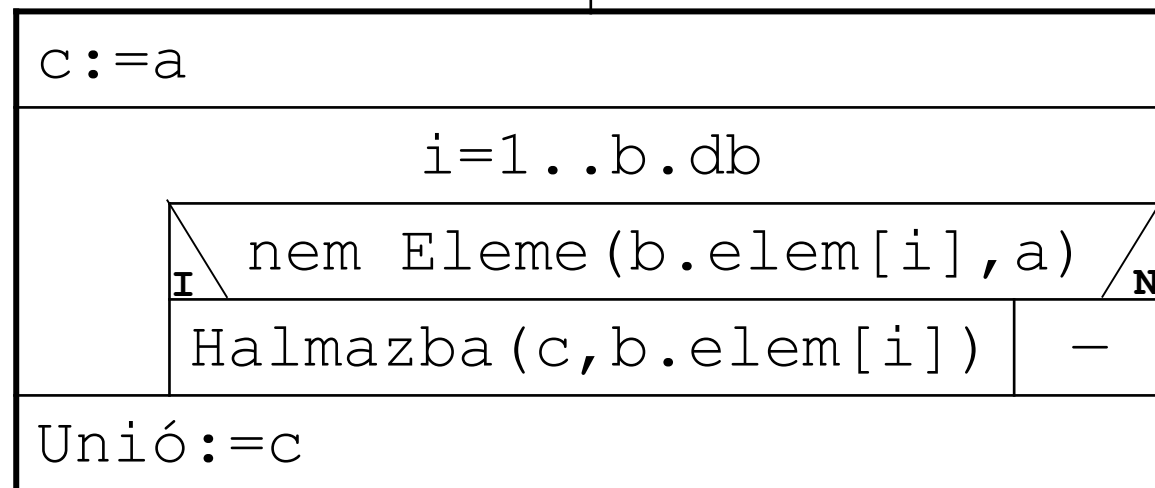 c:=a
i=1..b.db
nem Eleme(b.elem[i],a)
I
N
Halmazba(c,b.elem[i])
–
Unió:=c